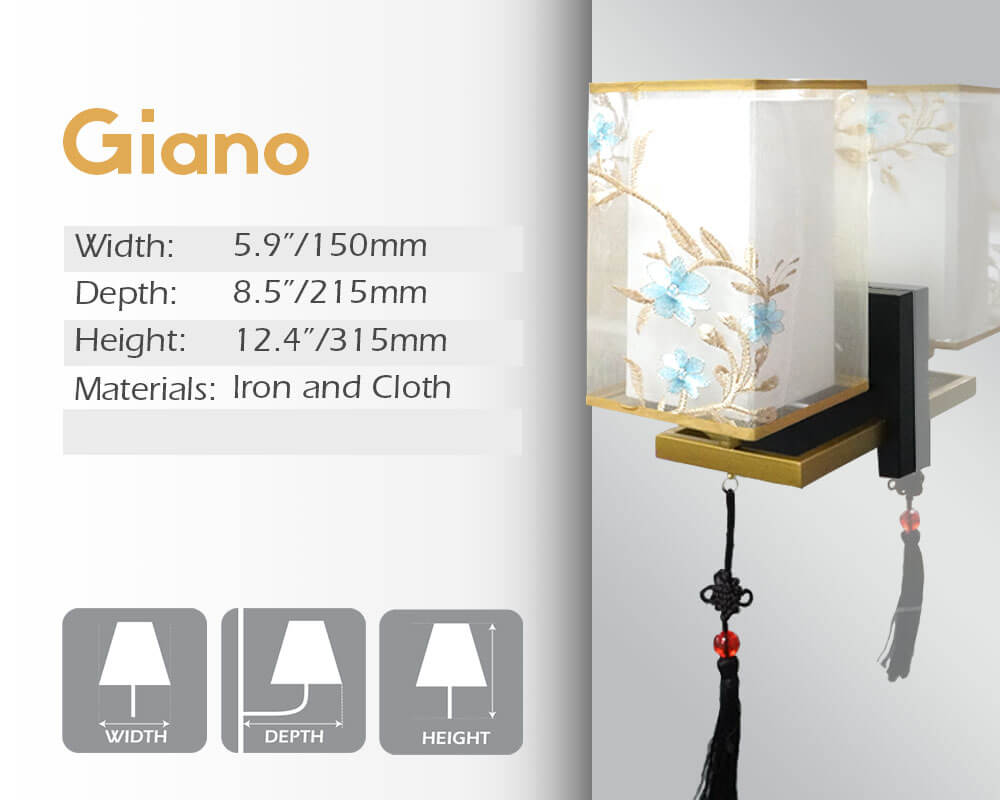 Giano
Width: 5.9”/150mm
Depth: 8.5”/215mm
Height: 12.4”/315mm
Materials: Iron and Cloth
WIDTH
DEPTH
HEIGHT